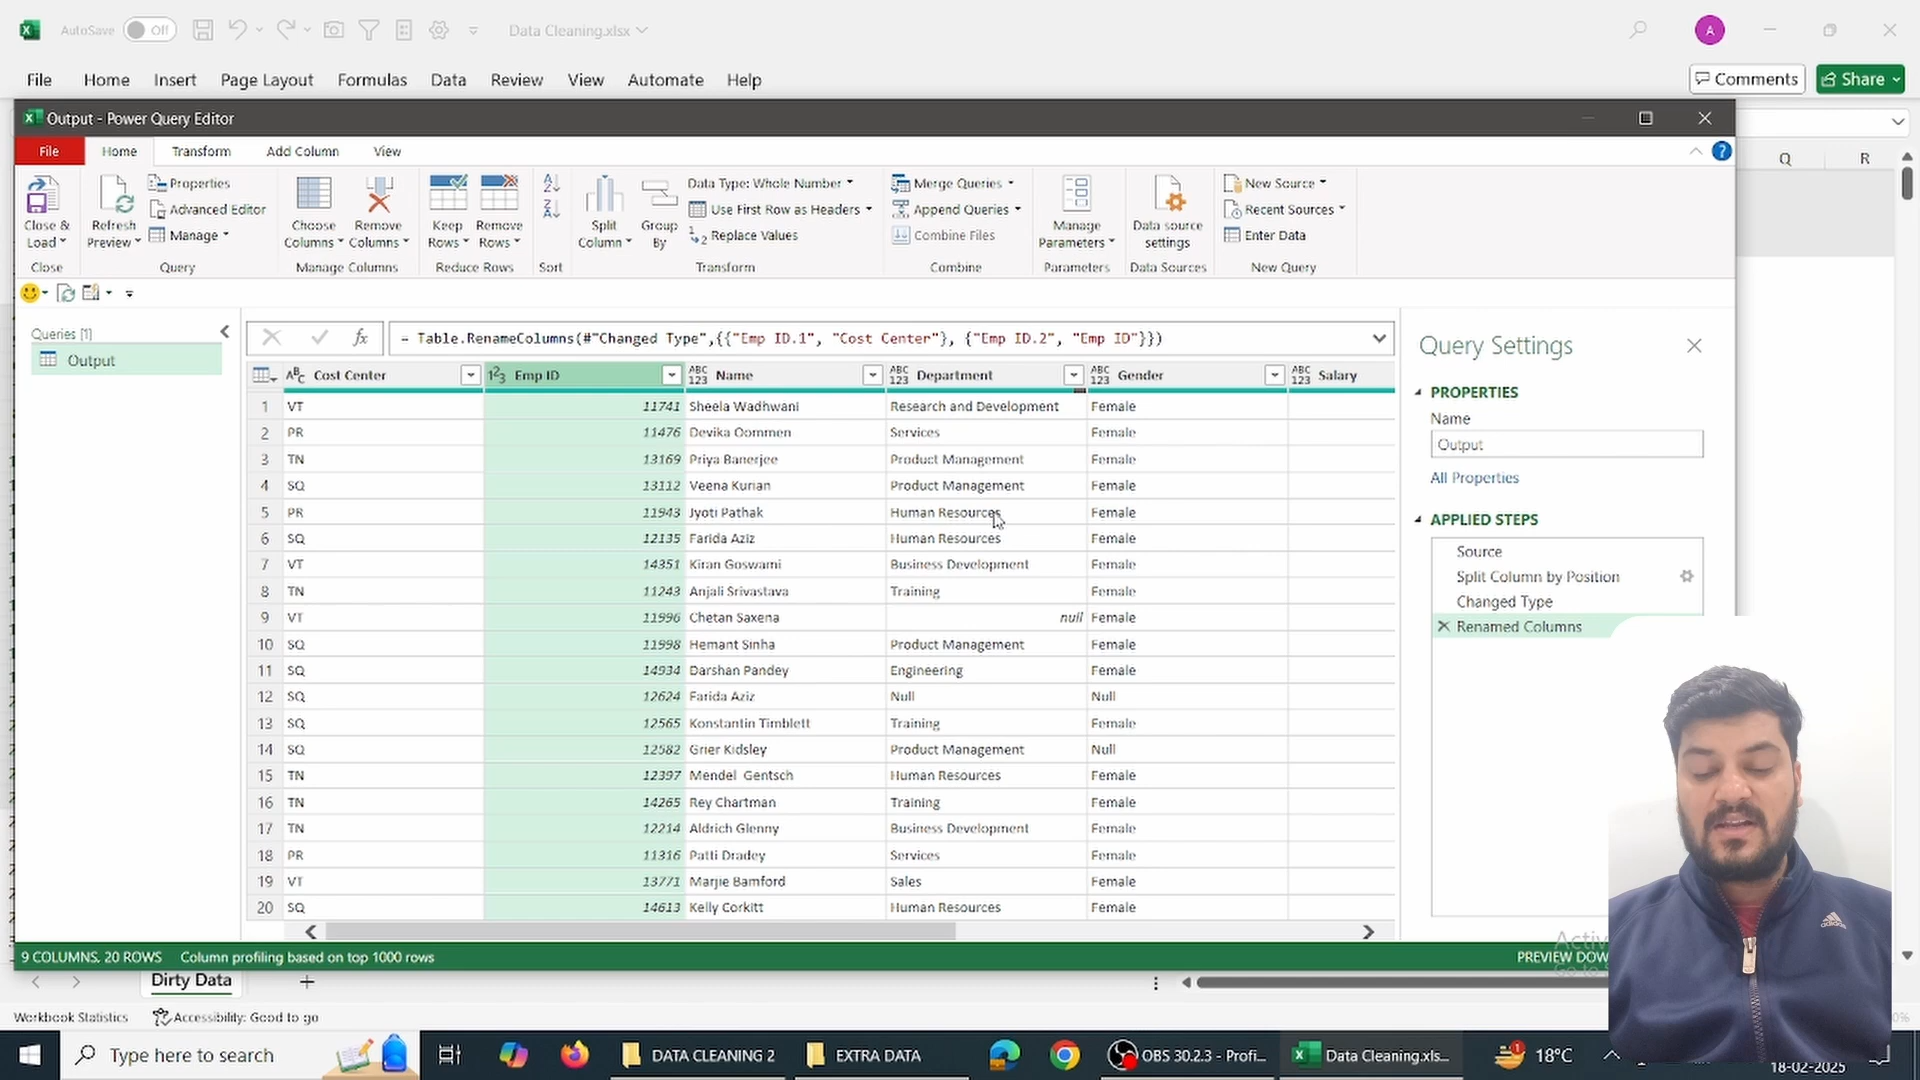 AutoSave Off Data Cleaning.xlsx A
File Home Insert Page Layout Formulas Data Review View Automate Help Comments Share
Output - Power Query Editor
File Home Transform Add Column View
Q R
Close & Load
Refresh Preview
Properties
Advanced Editor
Manage
Choose Columns
Remove Columns
Keep Rows
Remove Rows
Split Column
Group By
Data Type: Whole Number
Use First Row as Headers
Replace Values
Merge Queries
Append Queries
Combine Files
Manage Parameters
Data source settings
New Source
Recent Sources
Enter Data
Close Query Manage Columns Reduce Rows Sort Transform Combine Parameters Data Sources New Query
Queries [1]
Output
= Table.RenameColumns(#"Changed Type",{{"Emp ID.1", "Cost Center"}, {"Emp ID.2", "Emp ID"}})
Cost Center Emp ID Name Department Gender Salary
1 VT 11741 Sheela Wadhwani Research and Development Female
2 PR 11476 Devika Oommen Services Female
3 TN 13169 Priya Banerjee Product Management Female
4 SQ 13112 Veena Kurian Product Management Female
5 PR 11943 Jyoti Pathak Human Resources Female
6 SQ 12135 Farida Aziz Human Resources Female
7 VT 14351 Kiran Goswami Business Development Female
8 TN 11243 Anjali Srivastava Training Female
9 VT 11996 Chetan Saxena null Female
10 SQ 11998 Hemant Sinha Product Management Female
11 SQ 14934 Darshan Pandey Engineering Female
12 SQ 12624 Farida Aziz Null Null
13 SQ 12565 Konstantin Timblett Training Female
14 SQ 12582 Grier Kidsley Product Management Null
15 TN 12397 Mendel Gentsch Human Resources Female
16 TN 14265 Rey Chartman Training Female
17 TN 12214 Aldrich Glenny Business Development Female
18 PR 11316 Patti Dradey Services Female
19 VT 13771 Marjie Bamford Sales Female
20 SQ 14613 Kelly Corkitt Human Resources Female
Query Settings
PROPERTIES
Name
Output
All Properties
APPLIED STEPS
Source
Split Column by Position
Changed Type
Renamed Columns
9 COLUMNS, 20 ROWS Column profiling based on top 1000 rows PREVIEW
Dirty Data
Workbook Statistics Accessibility: Good to go
Type here to search DATA CLEANING 2 EXTRA DATA OBS 30.2.3 - Profi... Data Cleaning.xls... 1 18°C
18-02-2025